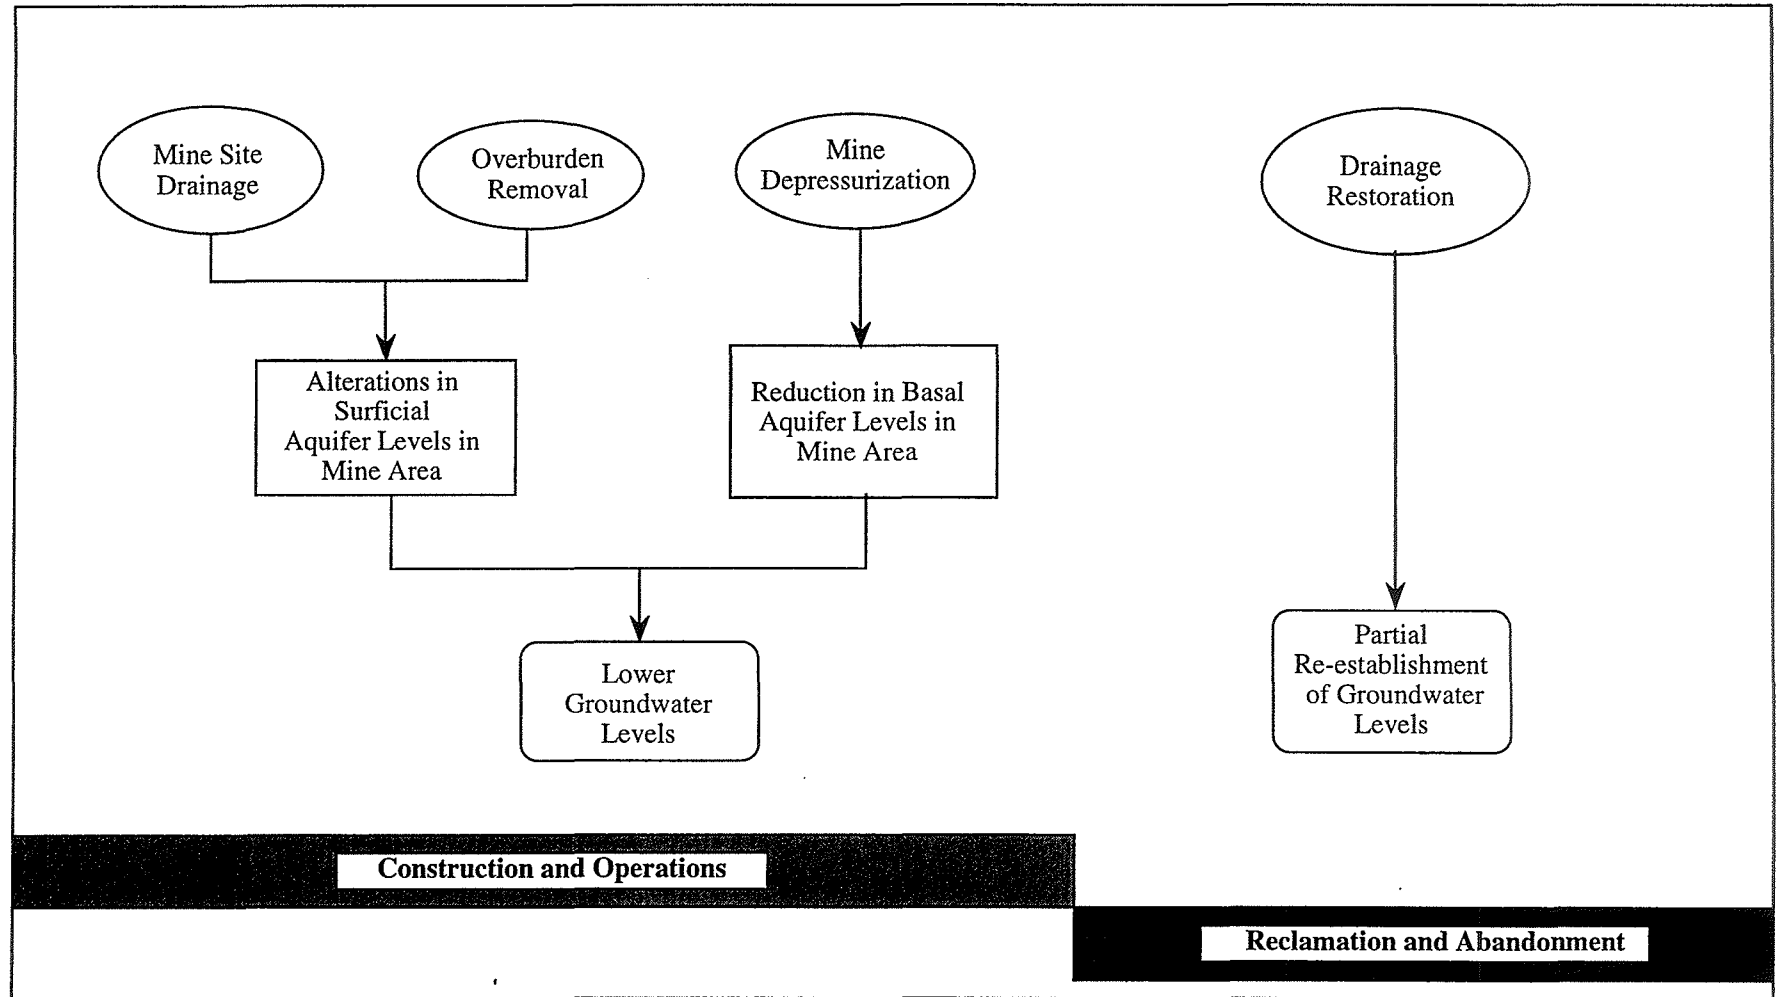 Mine Site
Drainage
Overburden
Removal
Mine
Depressurization
Drainage
Restoration
Alterations in
Surficial
Aquifer Levels in
Mine Area
Reduction in Basal
Aquifer Levels in
Mine Area
Lower
Groundwater
Levels
Partial
Re-establishment
of Groundwater
Levels
Construction and Operations
Reclamation and Abandonment